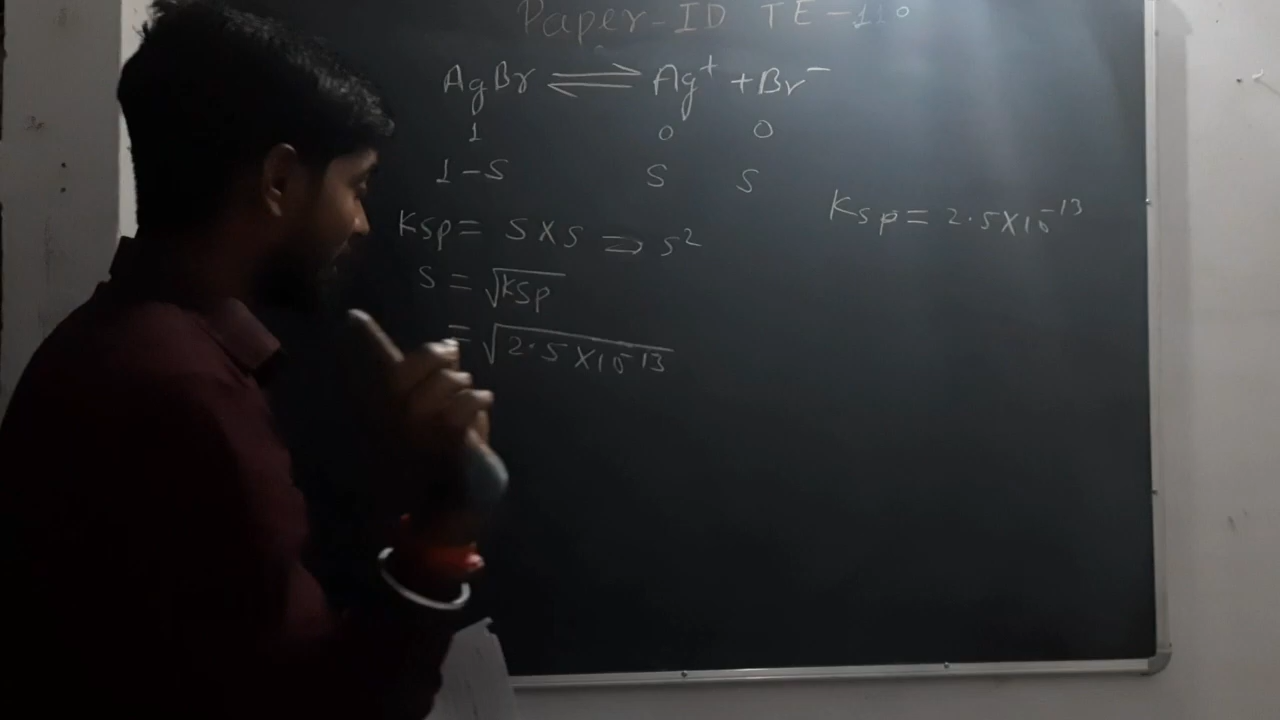 Paper-ID TE-110
AgBr ⇌ Ag⁺ + Br⁻
1 0 0
1-S S S
Ksp = S×S ⇒ S²
Ksp = 2.5×10⁻¹³
S = √Ksp
= √2.5×10⁻¹³